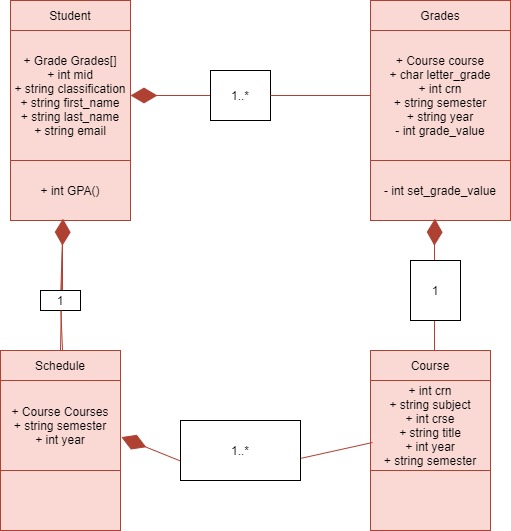 Student
+ Grade Grades[]
+ int mid
+ string classification
+ string first_name
+ string last_name
+ string email
+ int GPA()
1..*
Grades
+ Course course
+ char letter_grade
+ int crn
+ string semester
+ string year
- int grade_value
- int set_grade_value
1
1
Schedule
+ Course Courses
+ string semester
+ int year
1..*
Course
+ int crn
+ string subject
+ int crse
+ string title
+ int year
+ string semester